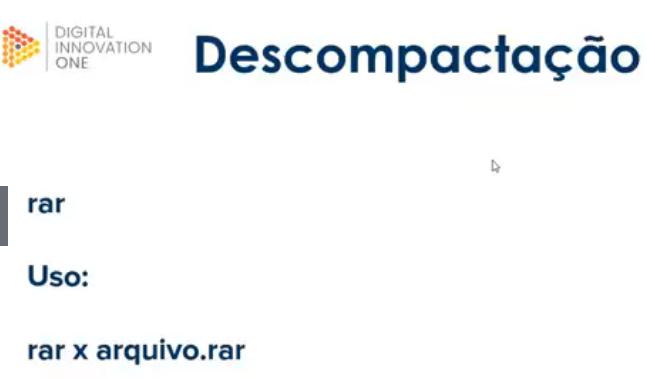 DIGITAL
INNOVATION
ONE
Descompactação
rar
Uso:
rar x arquivo.rar